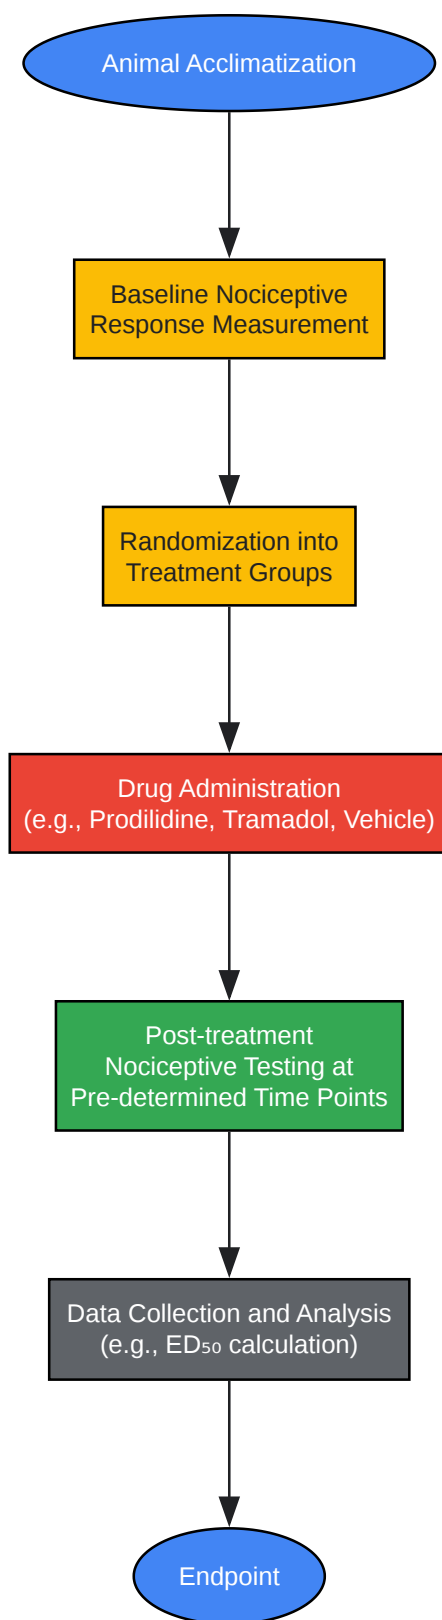 Animal Acclimatization
Baseline Nociceptive
Response Measurement
Randomization into
Treatment Groups
Drug Administration
(e.g., Prodilidine, Tramadol, Vehicle)
Post-treatment
Nociceptive Testing at
Pre-determined Time Points
Data Collection and Analysis
(e.g., ED₅₀ calculation)
Endpoint